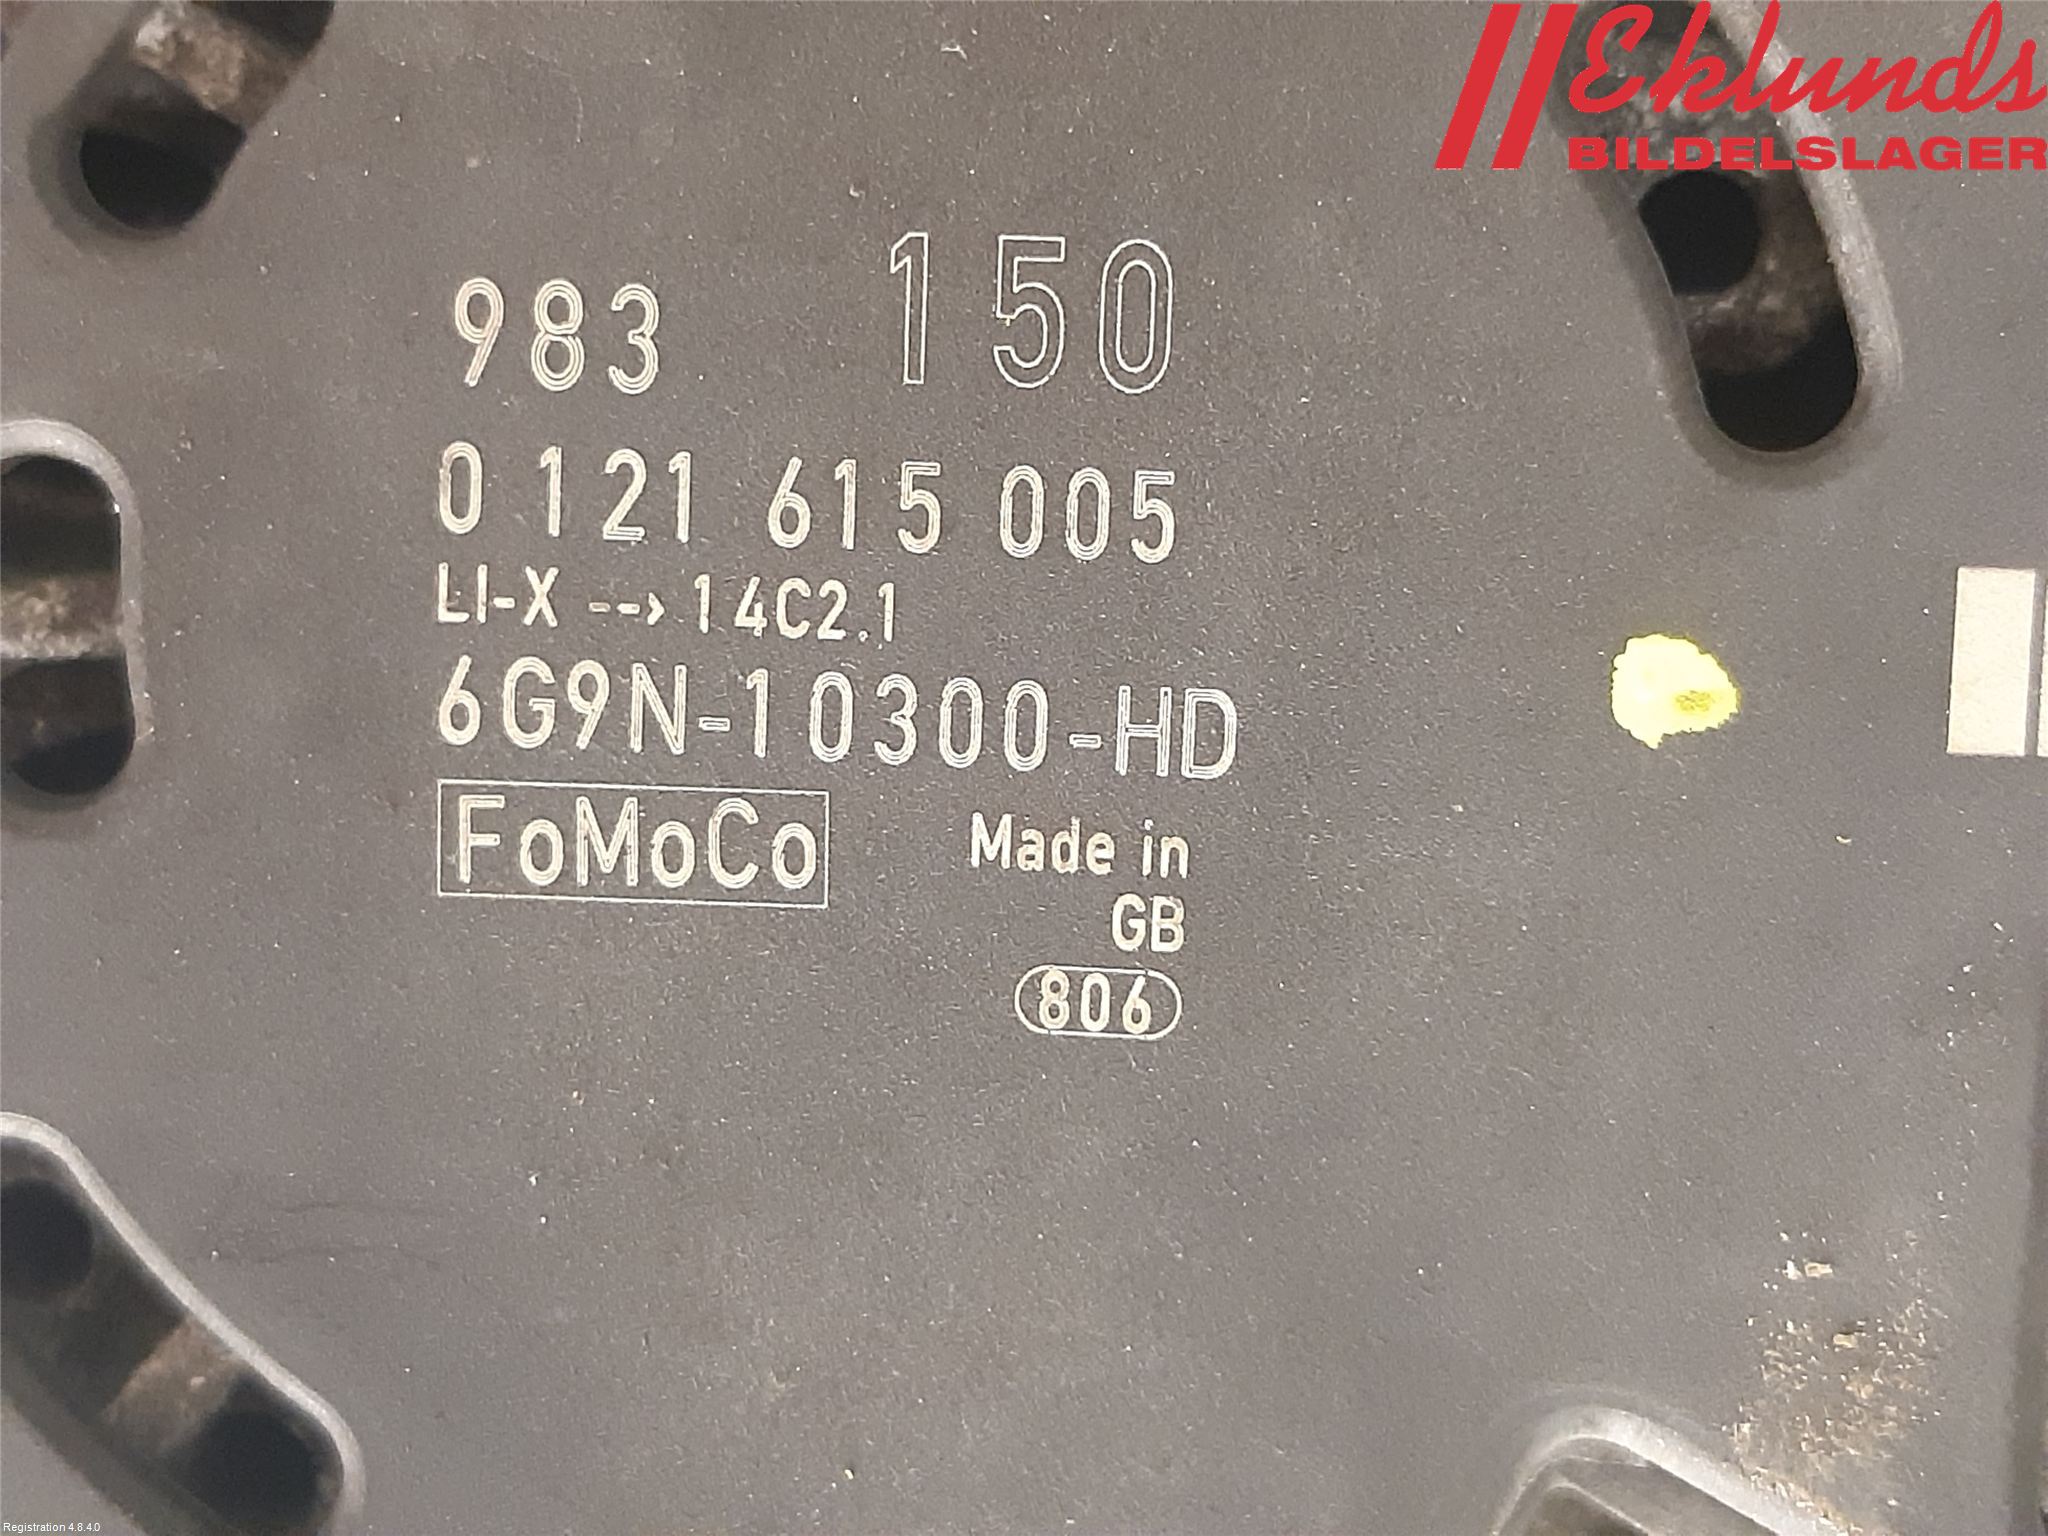 Eklunds
BILDELSLAGER
983 150
0 121 615 005
LI-X --> 14C2.1
6G9N-10300-HD
FoMoCo
Made in
GB
806
Registration 4.8.4.0